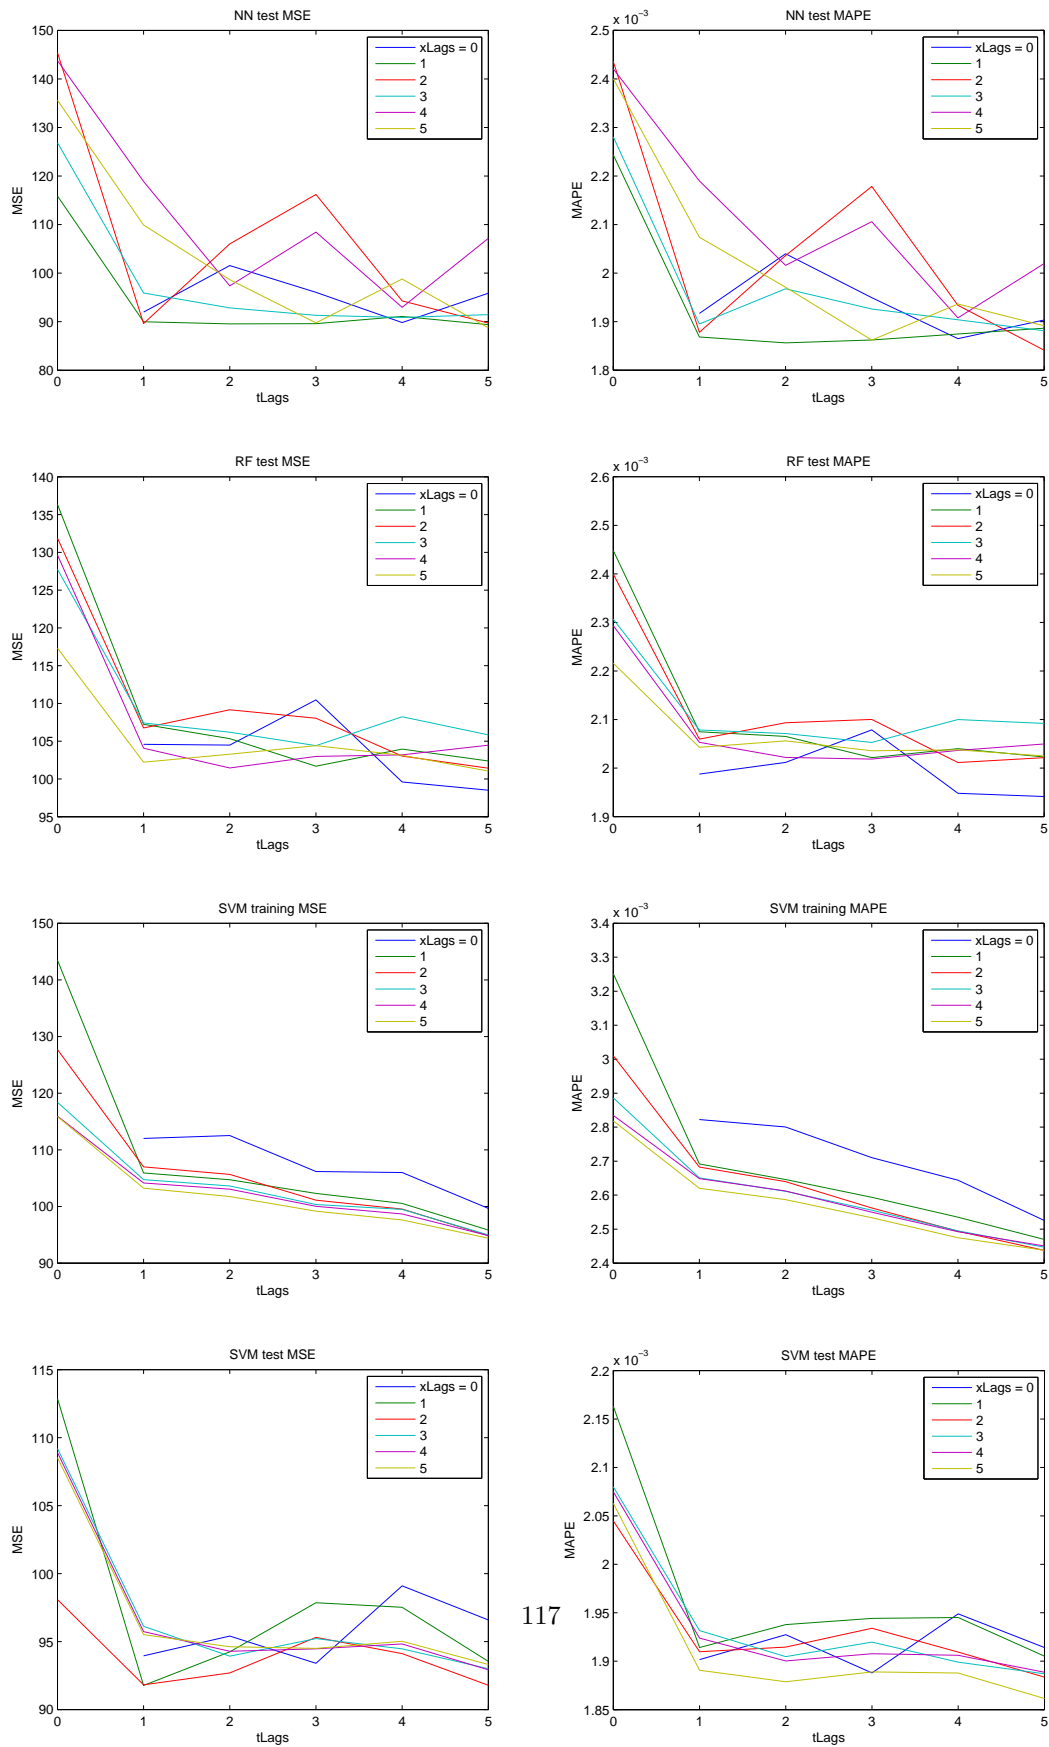 NN test MSE
150
140
130
120
110
100
90
80
MSE
0 1 2 3 4 5
tLags
xLags = 0
1
2
3
4
5
NN test MAPE
x 10⁻³
2.5
2.4
2.3
2.2
2.1
2
1.9
1.8
MAPE
0 1 2 3 4 5
tLags
xLags = 0
1
2
3
4
5
RF test MSE
140
135
130
125
120
115
110
105
100
95
MSE
0 1 2 3 4 5
tLags
xLags = 0
1
2
3
4
5
RF test MAPE
x 10⁻³
2.6
2.5
2.4
2.3
2.2
2.1
2
1.9
MAPE
0 1 2 3 4 5
tLags
xLags = 0
1
2
3
4
5
SVM training MSE
150
140
130
120
110
100
90
MSE
0 1 2 3 4 5
tLags
xLags = 0
1
2
3
4
5
SVM training MAPE
x 10⁻³
3.4
3.3
3.2
3.1
3
2.9
2.8
2.7
2.6
2.5
2.4
MAPE
0 1 2 3 4 5
tLags
xLags = 0
1
2
3
4
5
SVM test MSE
115
110
105
100
95
90
MSE
0 1 2 3 4 5
tLags
xLags = 0
1
2
3
4
5
SVM test MAPE
x 10⁻³
2.2
2.15
2.1
2.05
2
1.95
1.9
1.85
MAPE
0 1 2 3 4 5
tLags
xLags = 0
1
2
3
4
5
117